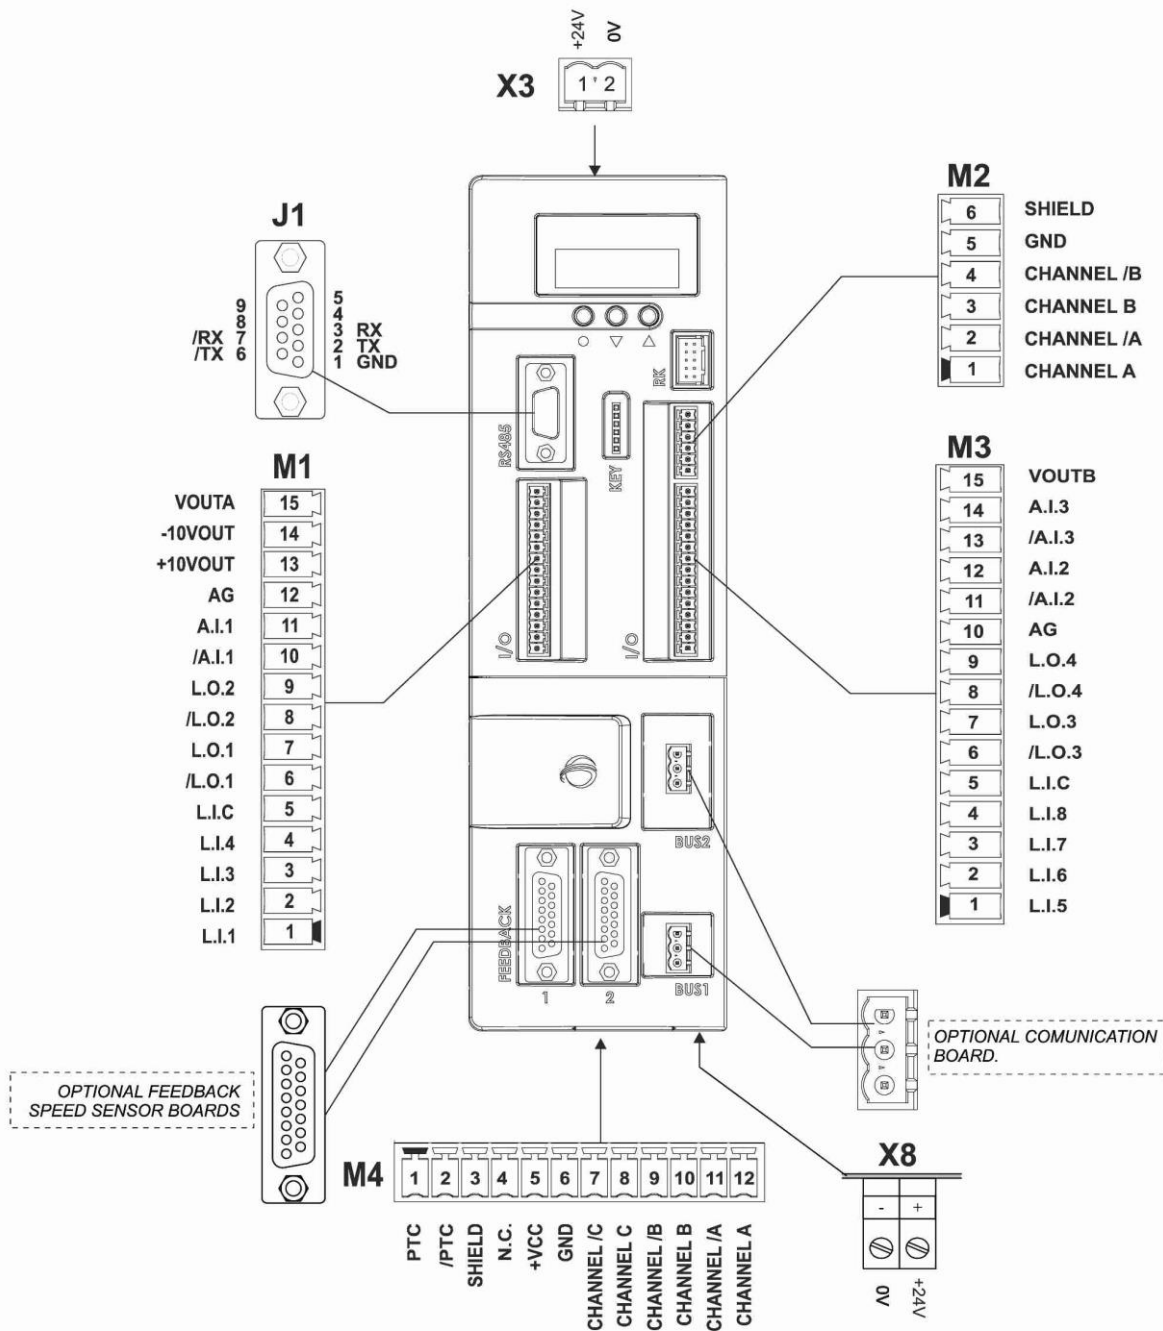 +24V 0V
X3
1 2
J1
9
8
/RX 7
/TX 6
5
4
3 RX
2 TX
1 GND
M2
6 SHIELD
5 GND
4 CHANNEL /B
3 CHANNEL B
2 CHANNEL /A
1 CHANNEL A
RK
RS485
KEY
I/O
I/O
M1
VOUTA 15
-10VOUT 14
+10VOUT 13
AG 12
A.I.1 11
/A.I.1 10
L.O.2 9
/L.O.2 8
L.O.1 7
/L.O.1 6
L.I.C 5
L.I.4 4
L.I.3 3
L.I.2 2
L.I.1 1
M3
15 VOUTB
14 A.I.3
13 /A.I.3
12 A.I.2
11 /A.I.2
10 AG
9 L.O.4
8 /L.O.4
7 L.O.3
6 /L.O.3
5 L.I.C
4 L.I.8
3 L.I.7
2 L.I.6
1 L.I.5
BUS2
FEEDBACK
1 2
BUS1
OPTIONAL FEEDBACK
SPEED SENSOR BOARDS
OPTIONAL COMUNICATION
BOARD.
M4
1 2 3 4 5 6 7 8 9 10 11 12
PTC
/PTC
SHIELD
N.C.
+VCC
GND
CHANNEL /C
CHANNEL C
CHANNEL /B
CHANNEL B
CHANNEL /A
CHANNEL A
X8
- +
0V +24V